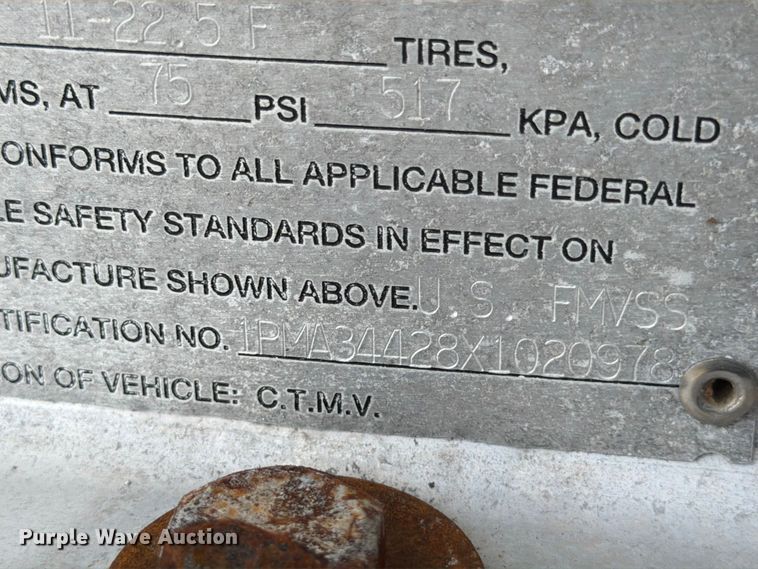 11-22.5 F TIRES,
MS, AT 75 PSI 517 KPA, COLD
ONFORMS TO ALL APPLICABLE FEDERAL
LE SAFETY STANDARDS IN EFFECT ON
UFACTURE SHOWN ABOVE. U.S. FMVSS
TIFICATION NO. 1PMA34428X1020978
ION OF VEHICLE: C.T.M.V.
Purple Wave Auction